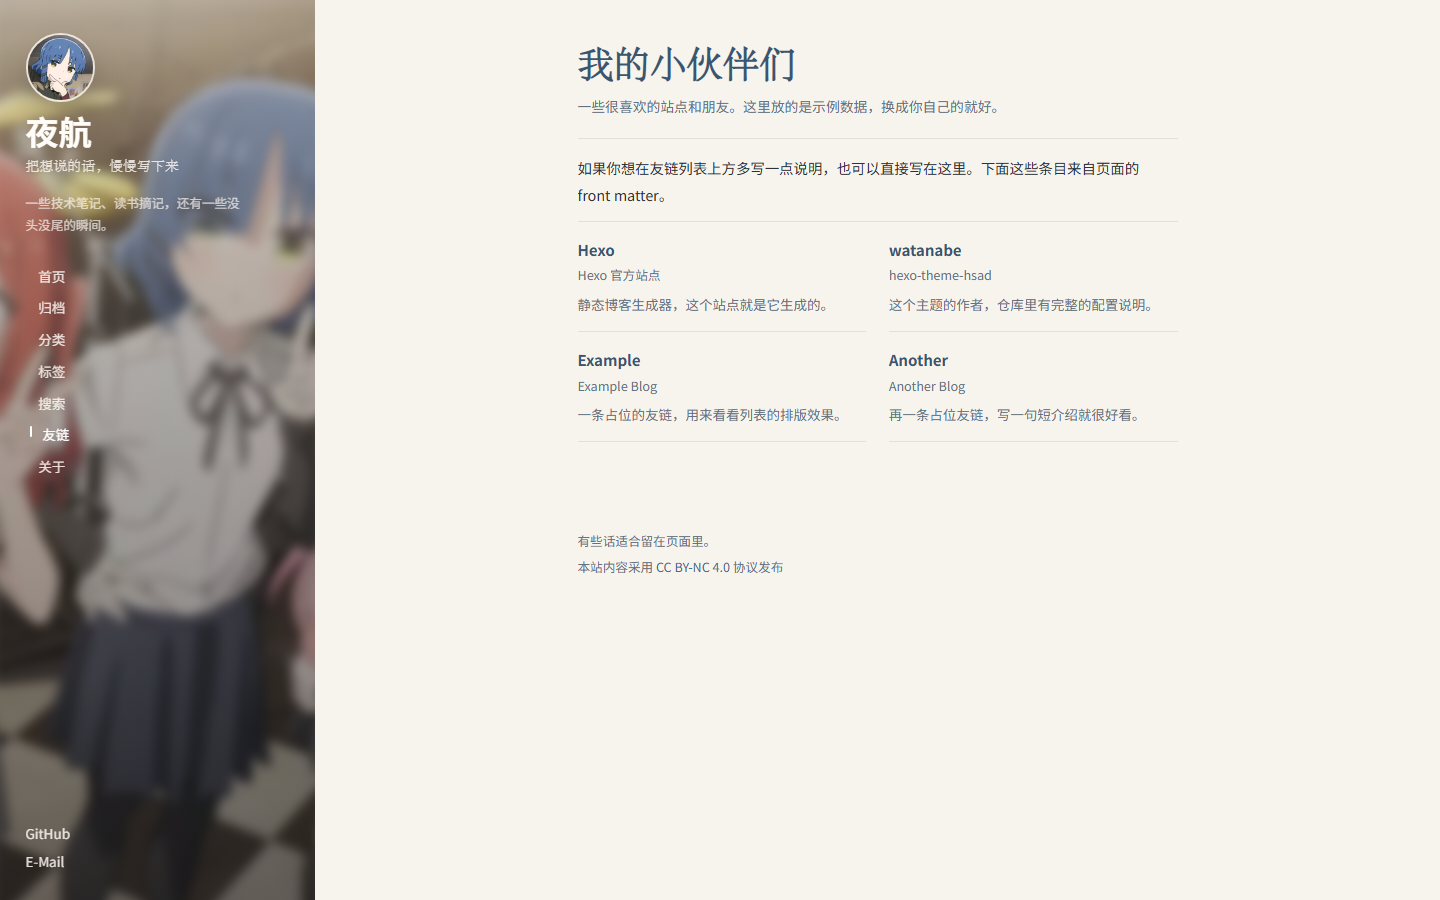 夜航
把想说的话，慢慢写下来
一些技术笔记、读书摘记，还有一些没
头没尾的瞬间。
首页
归档
分类
标签
搜索
友链
关于
GitHub
E-Mail
我的小伙伴们
一些很喜欢的站点和朋友。这里放的是示例数据，换成你自己的就好。
如果你想在友链列表上方多写一点说明，也可以直接写在这里。下面这些条目来自页面的
front matter。
Hexo
Hexo 官方站点
静态博客生成器，这个站点就是它生成的。
watanabe
hexo-theme-hsad
这个主题的作者，仓库里有完整的配置说明。
Example
Example Blog
一条占位的友链，用来看看列表的排版效果。
Another
Another Blog
再一条占位友链，写一句短介绍就很好看。
有些话适合留在页面里。
本站内容采用 CC BY-NC 4.0 协议发布